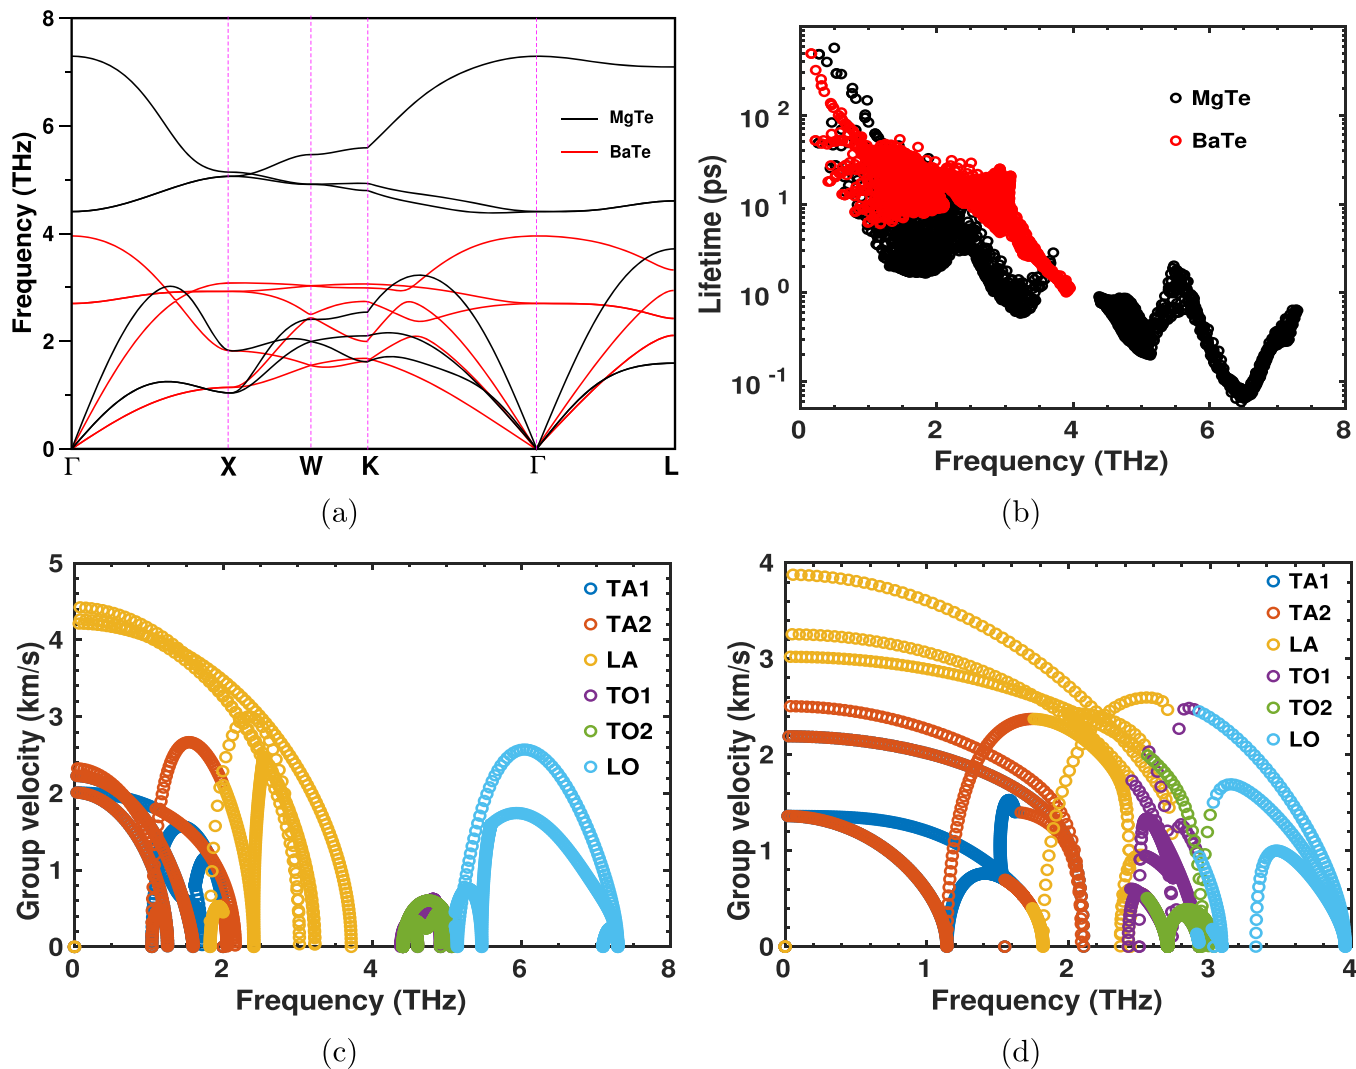 8
6
4
2
0
Frequency (THz)
MgTe
BaTe
Γ X W K Γ L
(a)
10 2
10 1
10 0
10 -1
Lifetime (ps)
MgTe
BaTe
0 2 4 6 8
Frequency (THz)
(b)
5
4
3
2
1
0
Group velocity (km/s)
TA1
TA2
LA
TO1
TO2
LO
0 2 4 6 8
Frequency (THz)
(c)
4
3
2
1
0
Group velocity (km/s)
TA1
TA2
LA
TO1
TO2
LO
0 1 2 3 4
Frequency (THz)
(d)